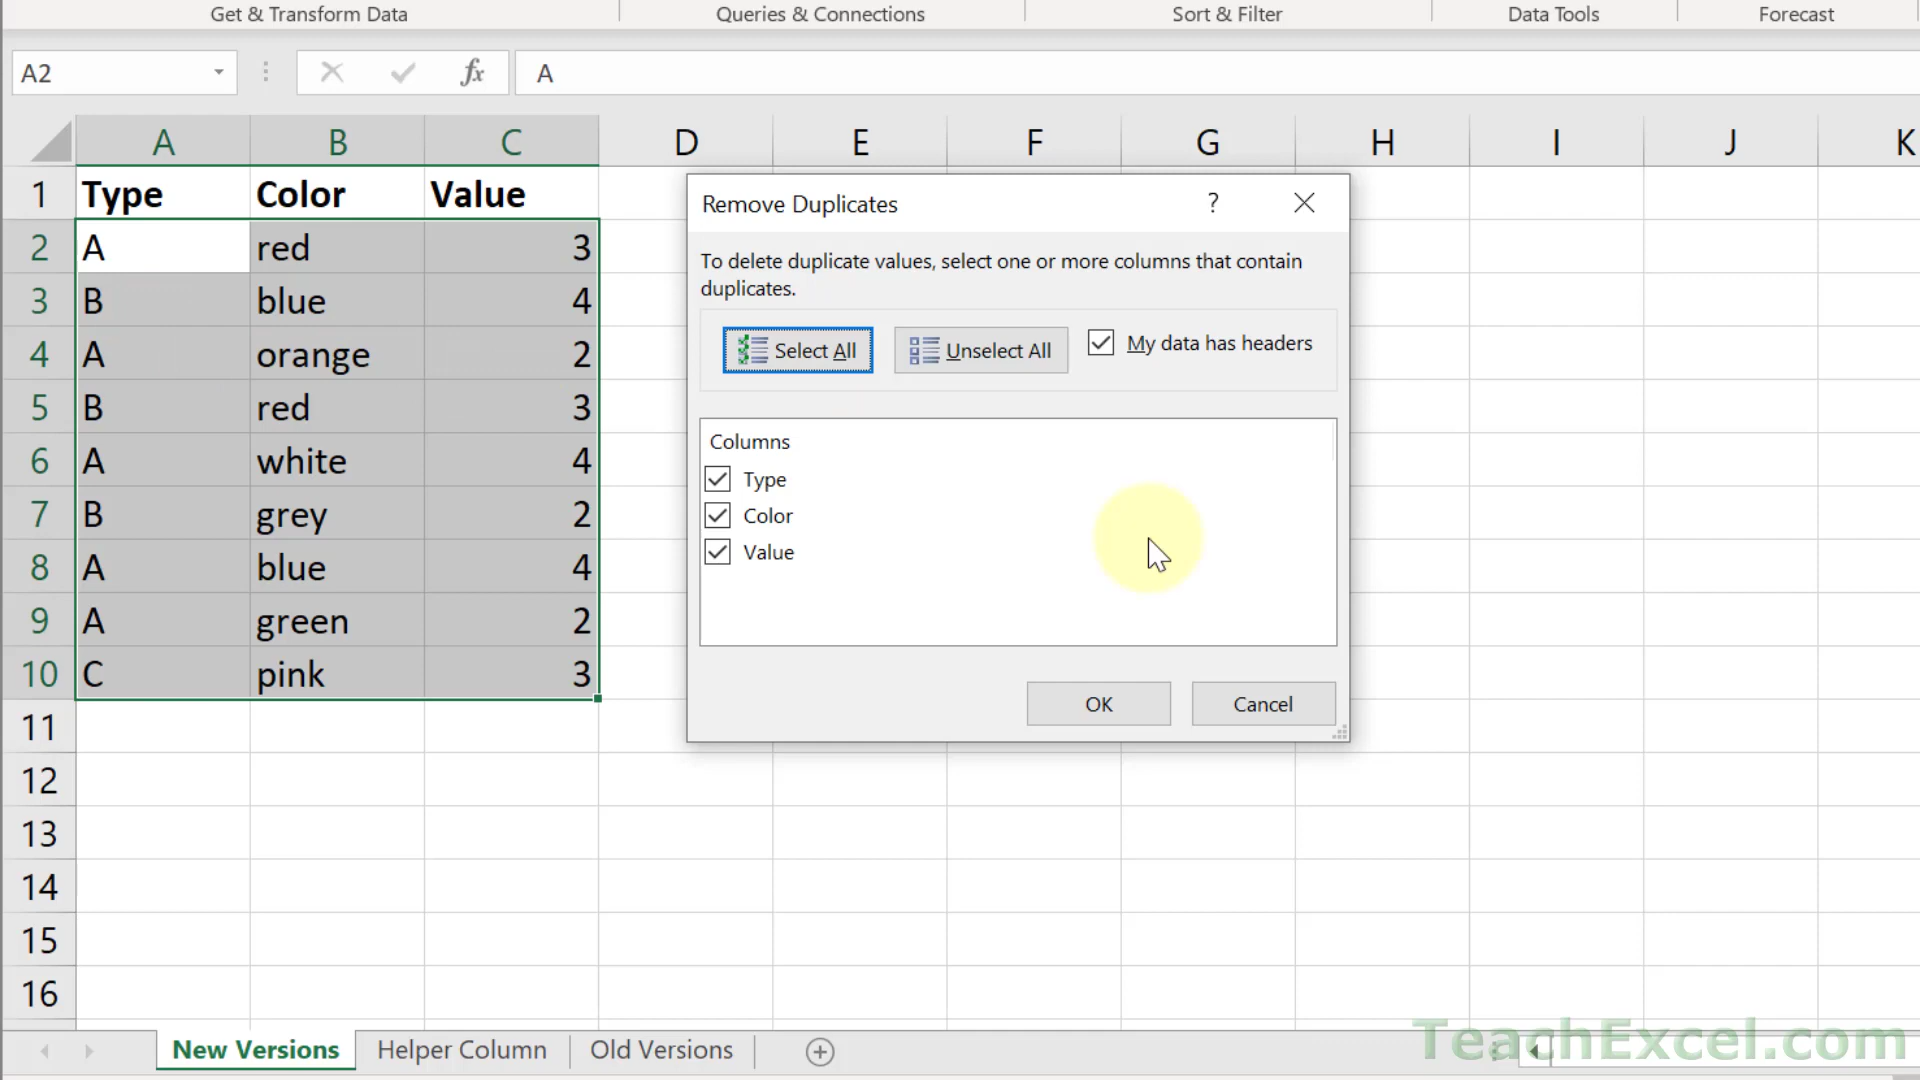 Get & Transform Data Queries & Connections Sort & Filter Data Tools Forecast
A2 fx A
A B C D E F G H I J K
1 Type Color Value
2 A red 3
3 B blue 4
4 A orange 2
5 B red 3
6 A white 4
7 B grey 2
8 A blue 4
9 A green 2
10 C pink 3
11
12
13
14
15
16
Remove Duplicates ?
To delete duplicate values, select one or more columns that contain
duplicates.
Select All Unselect All My data has headers
Columns
Type
Color
Value
OK Cancel
New Versions Helper Column Old Versions
TeachExcel.com